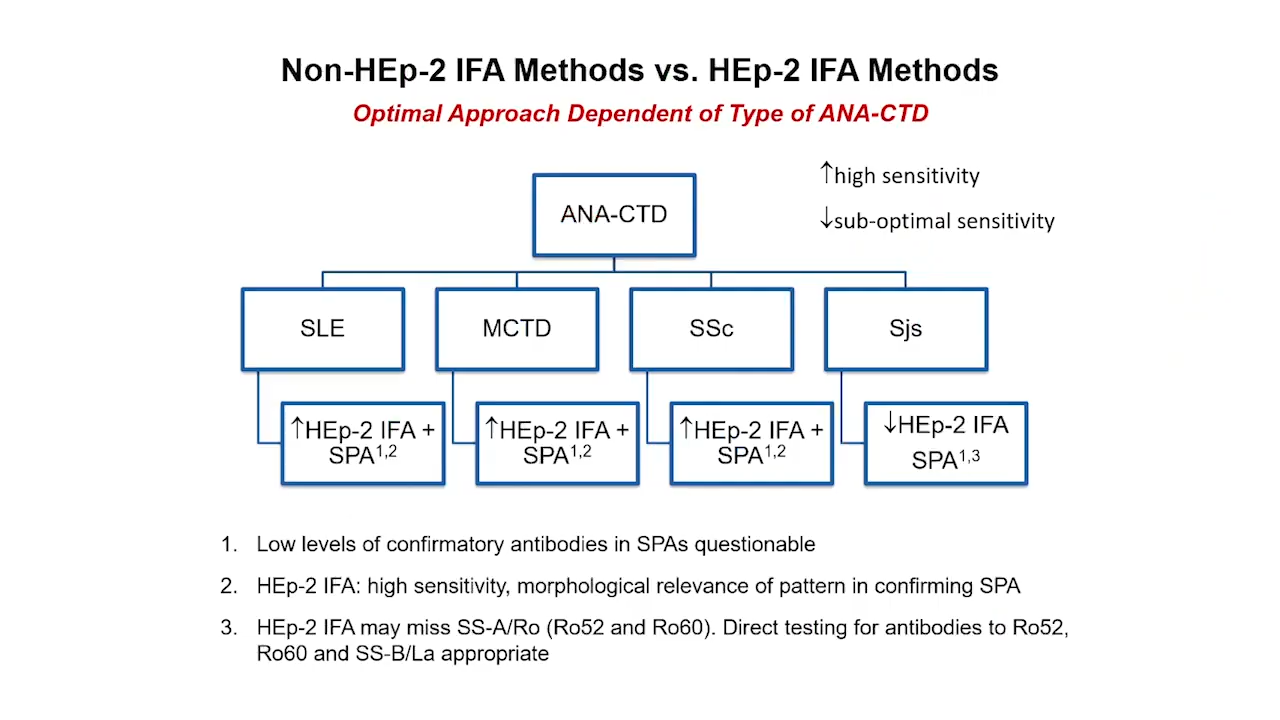 Non-HEp-2 IFA Methods vs. HEp-2 IFA Methods
Optimal Approach Dependent of Type of ANA-CTD
↑high sensitivity
↓sub-optimal sensitivity
ANA-CTD
SLE
MCTD
SSc
Sjs
↑HEp-2 IFA +
SPA1,2
↑HEp-2 IFA +
SPA1,2
↑HEp-2 IFA +
SPA1,2
↓HEp-2 IFA
SPA1,3
1. Low levels of confirmatory antibodies in SPAs questionable
2. HEp-2 IFA: high sensitivity, morphological relevance of pattern in confirming SPA
3. HEp-2 IFA may miss SS-A/Ro (Ro52 and Ro60). Direct testing for antibodies to Ro52,
Ro60 and SS-B/La appropriate